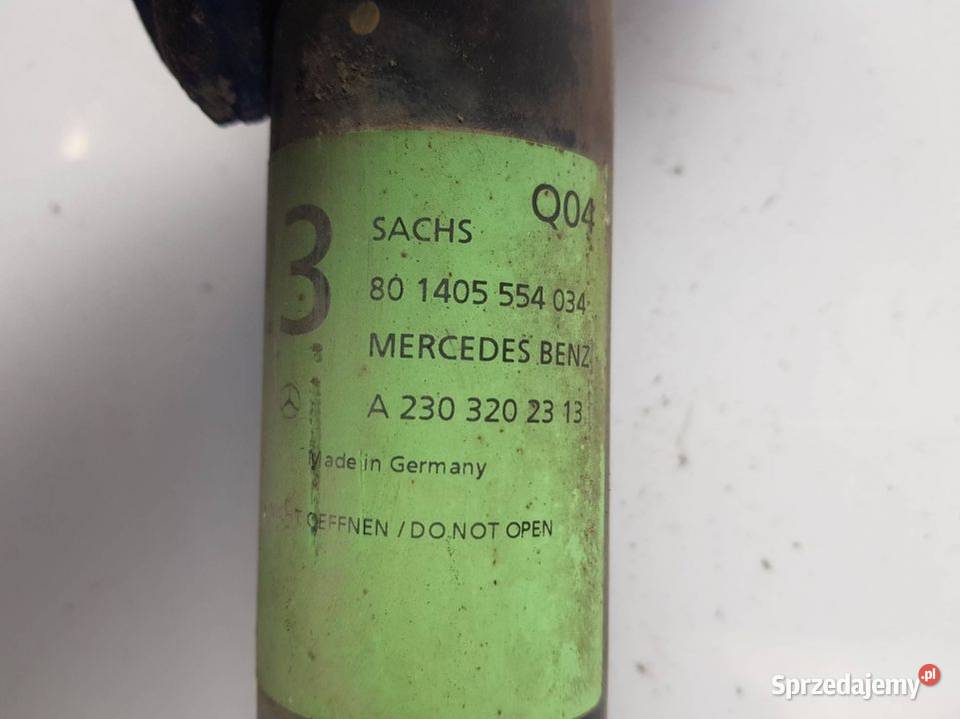 Q04
3
SACHS
80 1405 554 034
MERCEDES BENZ
A 230 320 23 13
Made in Germany
OEFFNEN / DO NOT OPEN
Sprzedajemy.pl